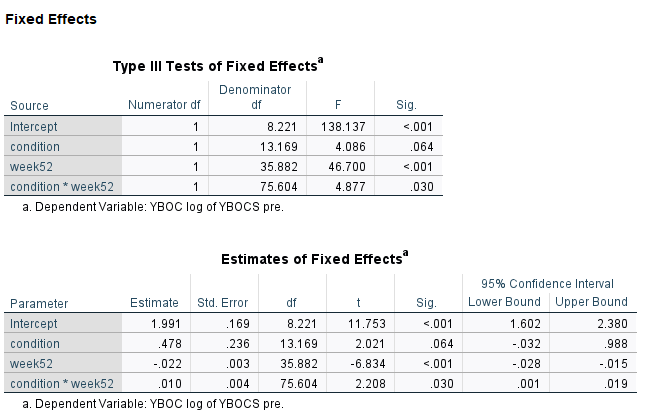 Fixed Effects
Type III Tests of Fixed Effectsa
Source Numerator df Denominator df F Sig.
Intercept 1 8.221 138.137 <.001
condition 1 13.169 4.086 .064
week52 1 35.882 46.700 <.001
condition * week52 1 75.604 4.877 .030
a. Dependent Variable: YBOC log of YBOCS pre.
Estimates of Fixed Effectsa
95% Confidence Interval
Parameter Estimate Std. Error df t Sig. Lower Bound Upper Bound
Intercept 1.991 .169 8.221 11.753 <.001 1.602 2.380
condition .478 .236 13.169 2.021 .064 -.032 .988
week52 -.022 .003 35.882 -6.834 <.001 -.028 -.015
condition * week52 .010 .004 75.604 2.208 .030 .001 .019
a. Dependent Variable: YBOC log of YBOCS pre.